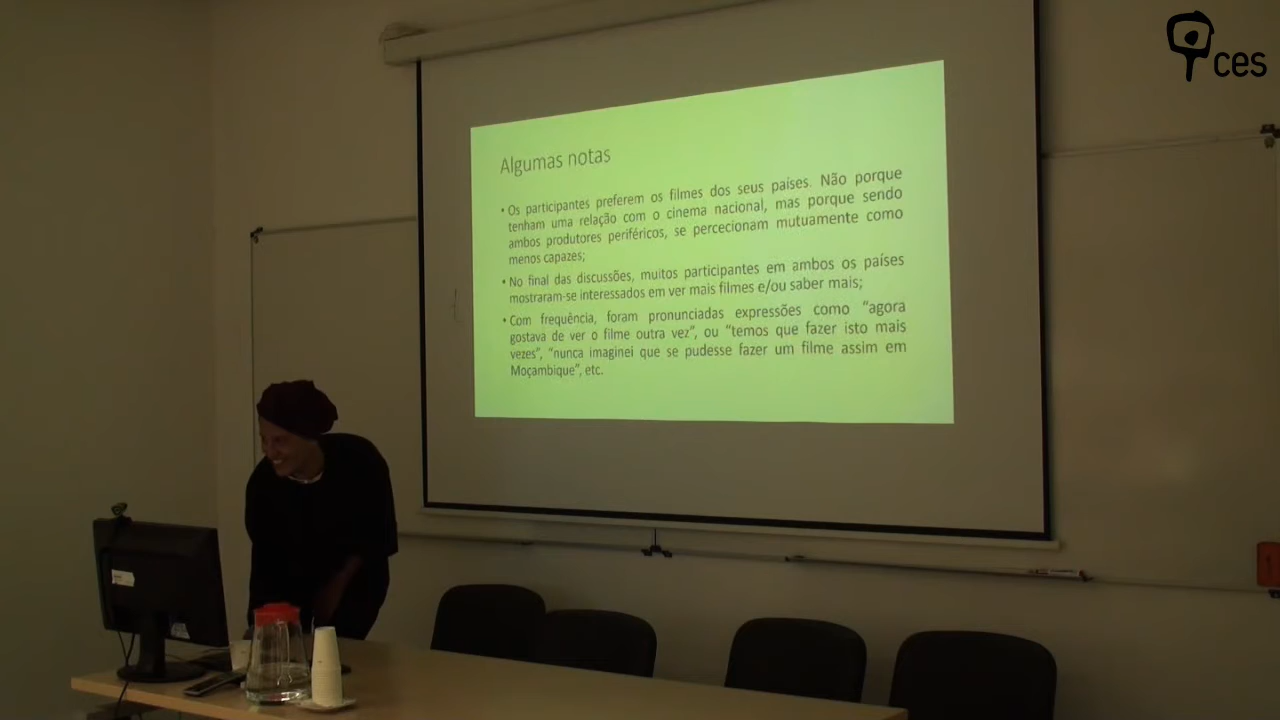 ces
Algumas notas
• Os participantes preferem os filmes dos seus países. Não porque
tenham uma relação com o cinema nacional, mas porque sendo
ambos produtores periféricos, se percecionam mutuamente como
menos capazes;
• No final das discussões, muitos participantes em ambos os países
mostraram-se interessados em ver mais filmes e/ou saber mais;
• Com frequência, foram pronunciadas expressões como “agora
gostava de ver o filme outra vez”, ou “temos que fazer isto mais
vezes”, “nunca imaginei que se pudesse fazer um filme assim em
Moçambique”, etc.